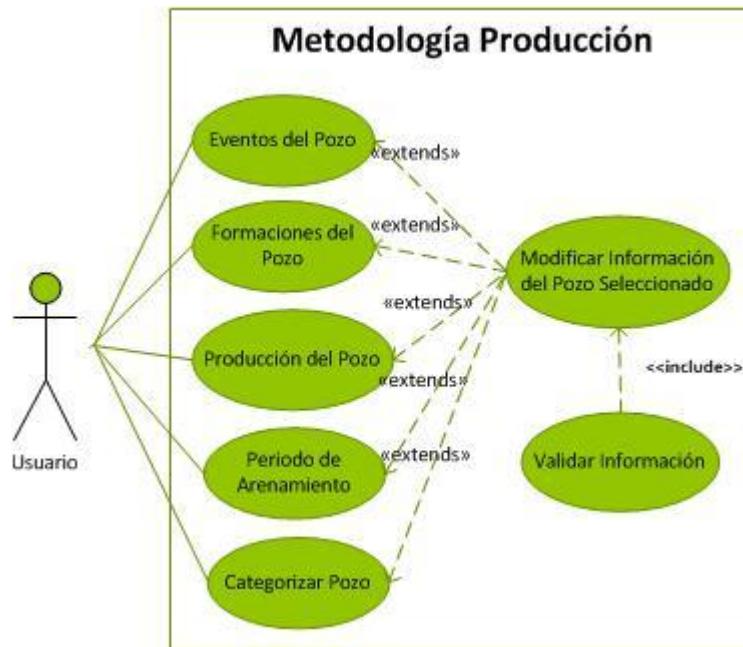 Metodología Producción
Eventos del Pozo
«extends»
Formaciones del
Pozo
«extends»
Modificar Información
del Pozo Seleccionado
«extends»
Producción del Pozo
<<include>>
«extends»
Usuario
Periodo de
Arenamiento
«extends»
Validar Información
Categorizar Pozo